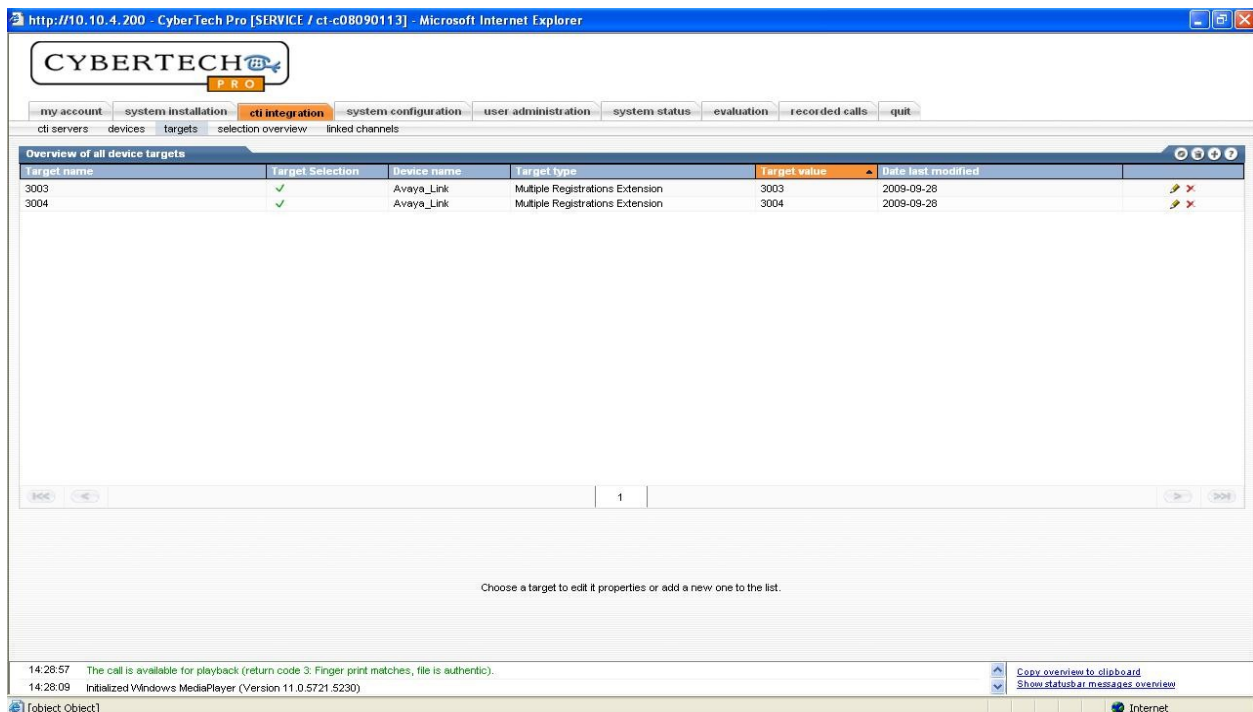 http://10.10.4.200 - CyberTech Pro [SERVICE / ct-c08090113] - Microsoft Internet Explorer
CYBERTECH
PRO
my account system installation cti integration system configuration user administration system status evaluation recorded calls quit
cti servers devices targets selection overview linked channels
Overview of all device targets
Target name Target Selection Device name Target type Target value Date last modified
3003 Avaya_Link Multiple Registrations Extension 3003 2009-09-28
3004 Avaya_Link Multiple Registrations Extension 3004 2009-09-28
1
Choose a target to edit it properties or add a new one to the list.
14:28:57 The call is available for playback (return code 3: Finger print matches, file is authentic).
Copy overview to clipboard
14:28:09 Initialized Windows MediaPlayer (Version 11.0.5721.5230)
Show statusbar messages overview
[object Object] Internet